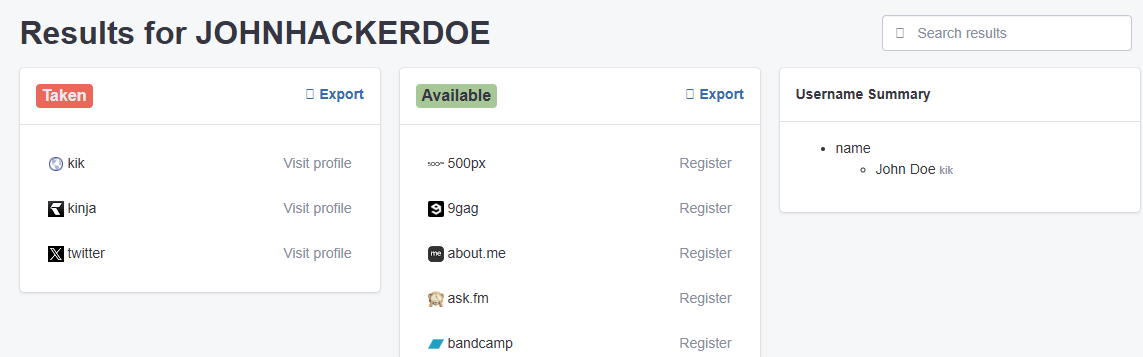 Results for JOHNHACKERDOE
Search results
Taken
Export
kik
Visit profile
kinja
Visit profile
twitter
Visit profile
Available
Export
500px
Register
9gag
Register
me
about.me
Register
ask.fm
Register
bandcamp
Register
Username Summary
name
John Doe kik